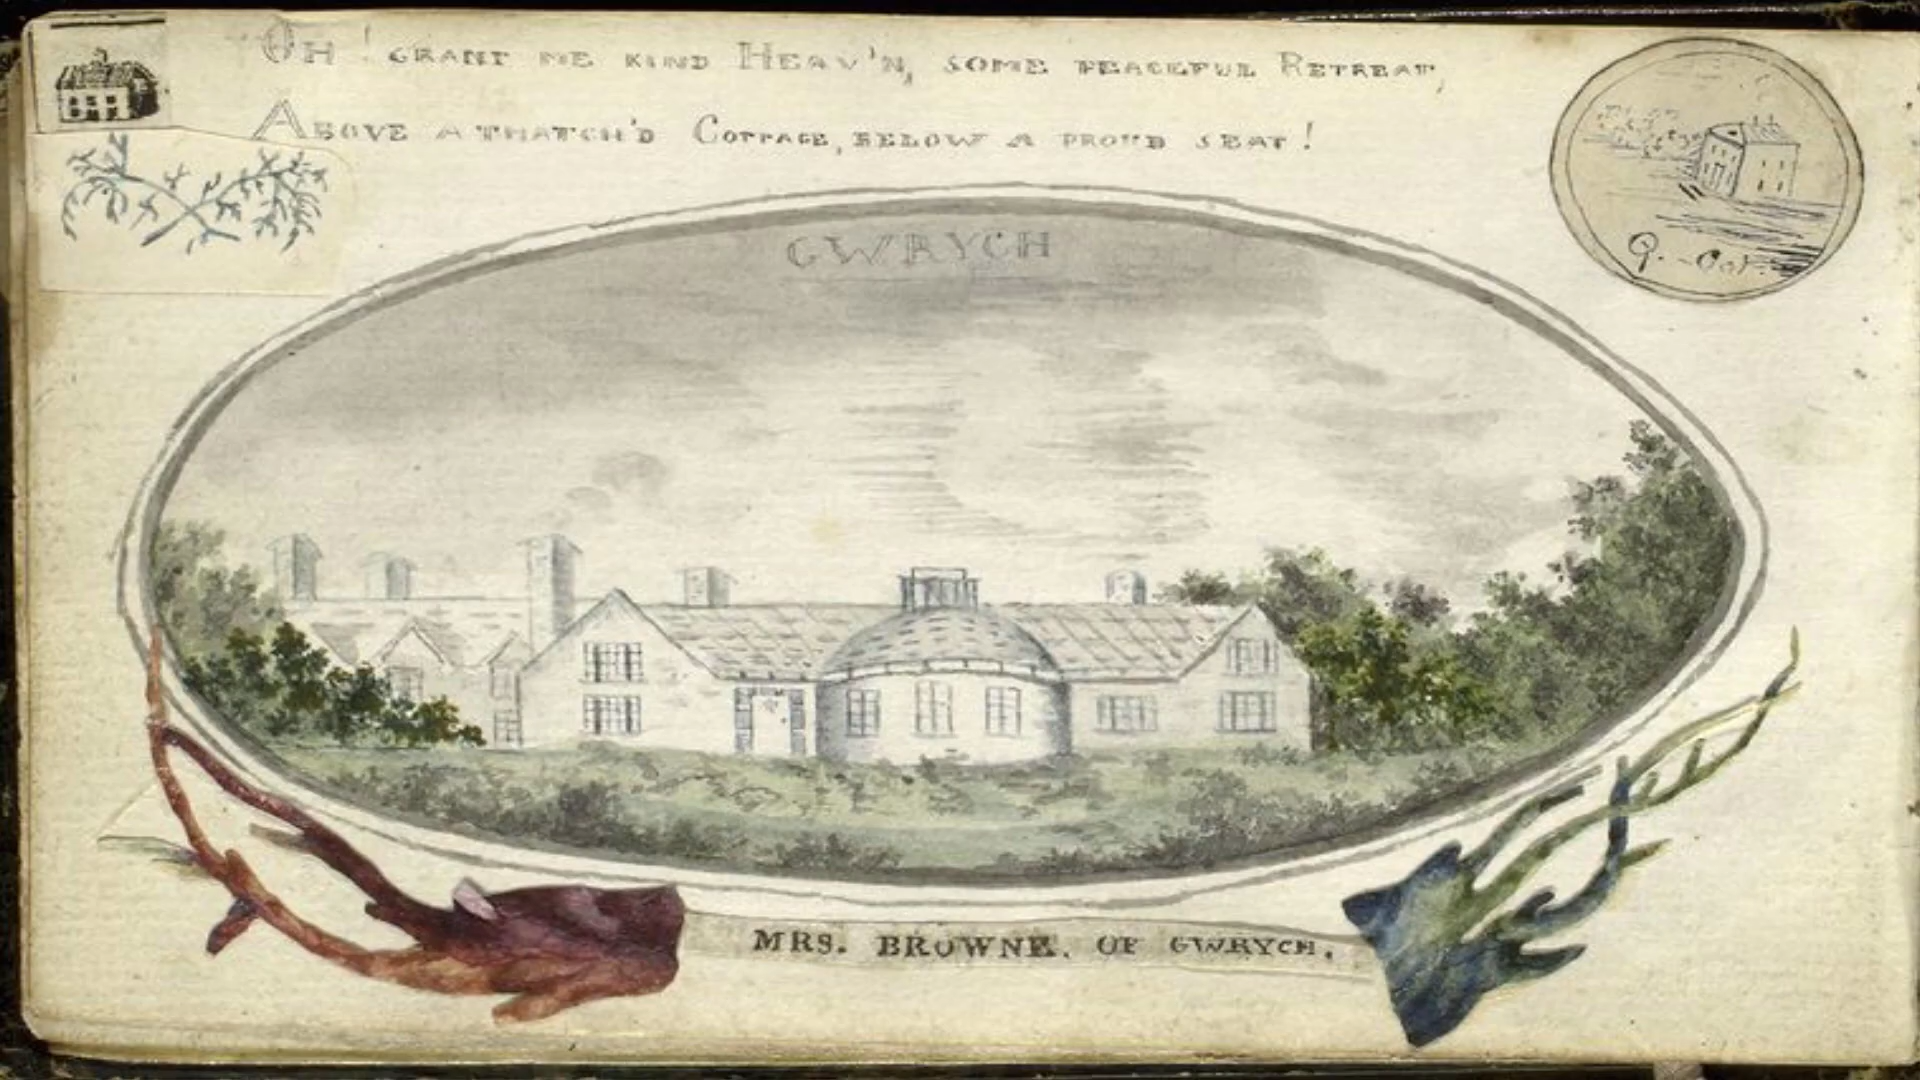 OH! GRANT ME KIND HEAV'N, SOME PEACEFUL RETREAT,
ABOVE A THATCH'D COTTAGE, BELOW A PROUD SEAT!
GWRYCH
MRS. BROWNE. OF GWRYCH.